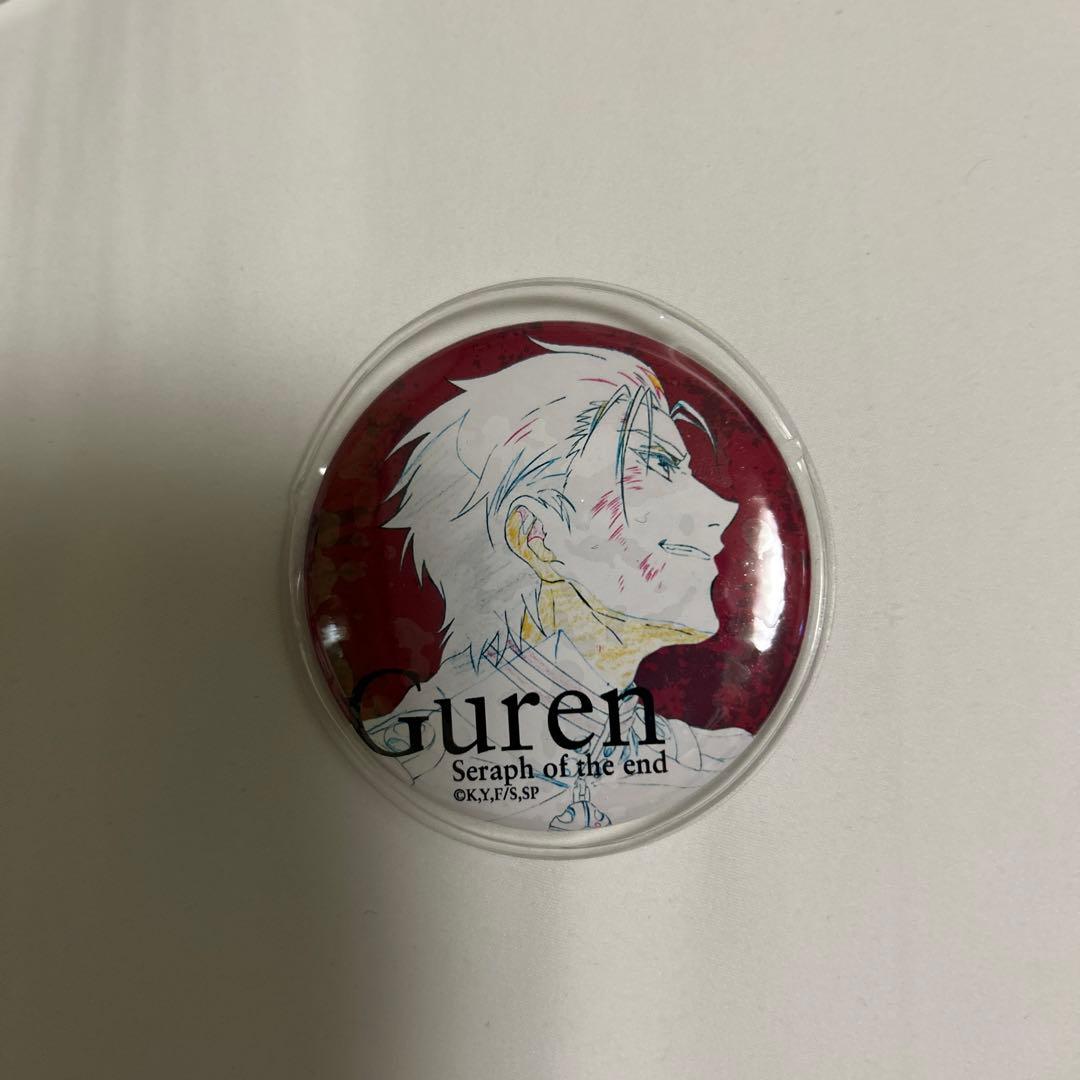 Guren
Seraph of the end
©K,Y,F/S,SP